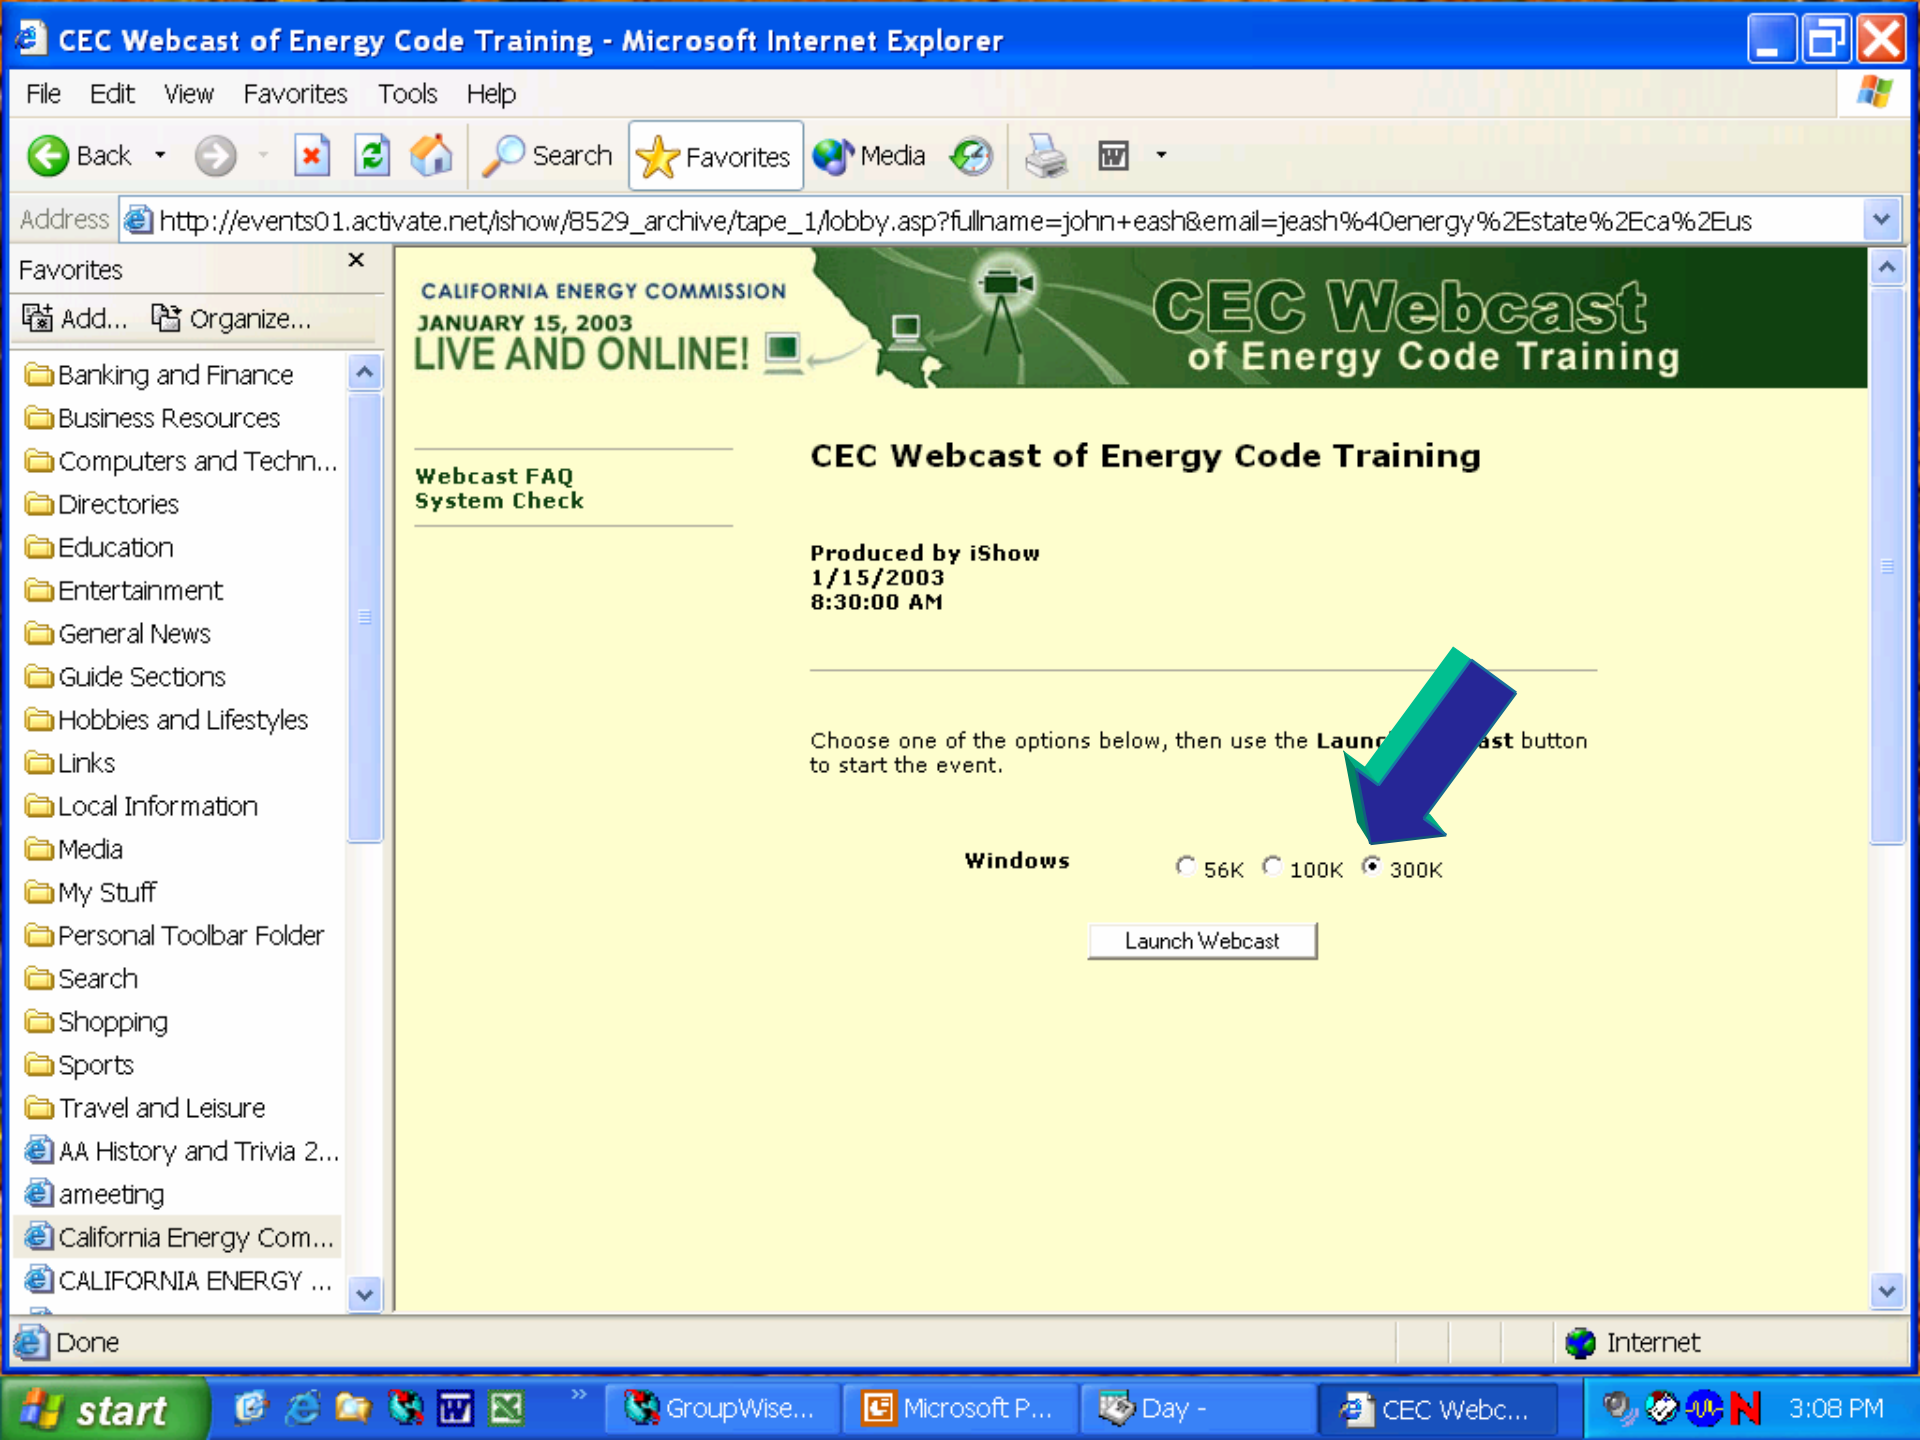 CEC Webcast of Energy Code Training - Microsoft Internet Explorer
File Edit View Favorites Tools Help
Back Search Favorites Media
Address http://events01.activate.net/ishow/8529_archive/tape_1/lobby.asp?fullname=john+eash&email=jeash%40energy%2Estate%2Eca%2Eus
Favorites
Add... Organize...
Banking and Finance
Business Resources
Computers and Techn...
Directories
Education
Entertainment
General News
Guide Sections
Hobbies and Lifestyles
Links
Local Information
Media
My Stuff
Personal Toolbar Folder
Search
Shopping
Sports
Travel and Leisure
AA History and Trivia 2...
ameeting
California Energy Com...
CALIFORNIA ENERGY ...
CALIFORNIA ENERGY COMMISSION
JANUARY 15, 2003
LIVE AND ONLINE!
CEC Webcast
of Energy Code Training
Webcast FAQ
System Check
CEC Webcast of Energy Code Training
Produced by iShow
1/15/2003
8:30:00 AM
Choose one of the options below, then use the button
to start the event.
Windows 56K 100K 300K
Launch Webcast
Done Internet
start GroupWise... Microsoft P... Day - CEC Webc... 3:08 PM